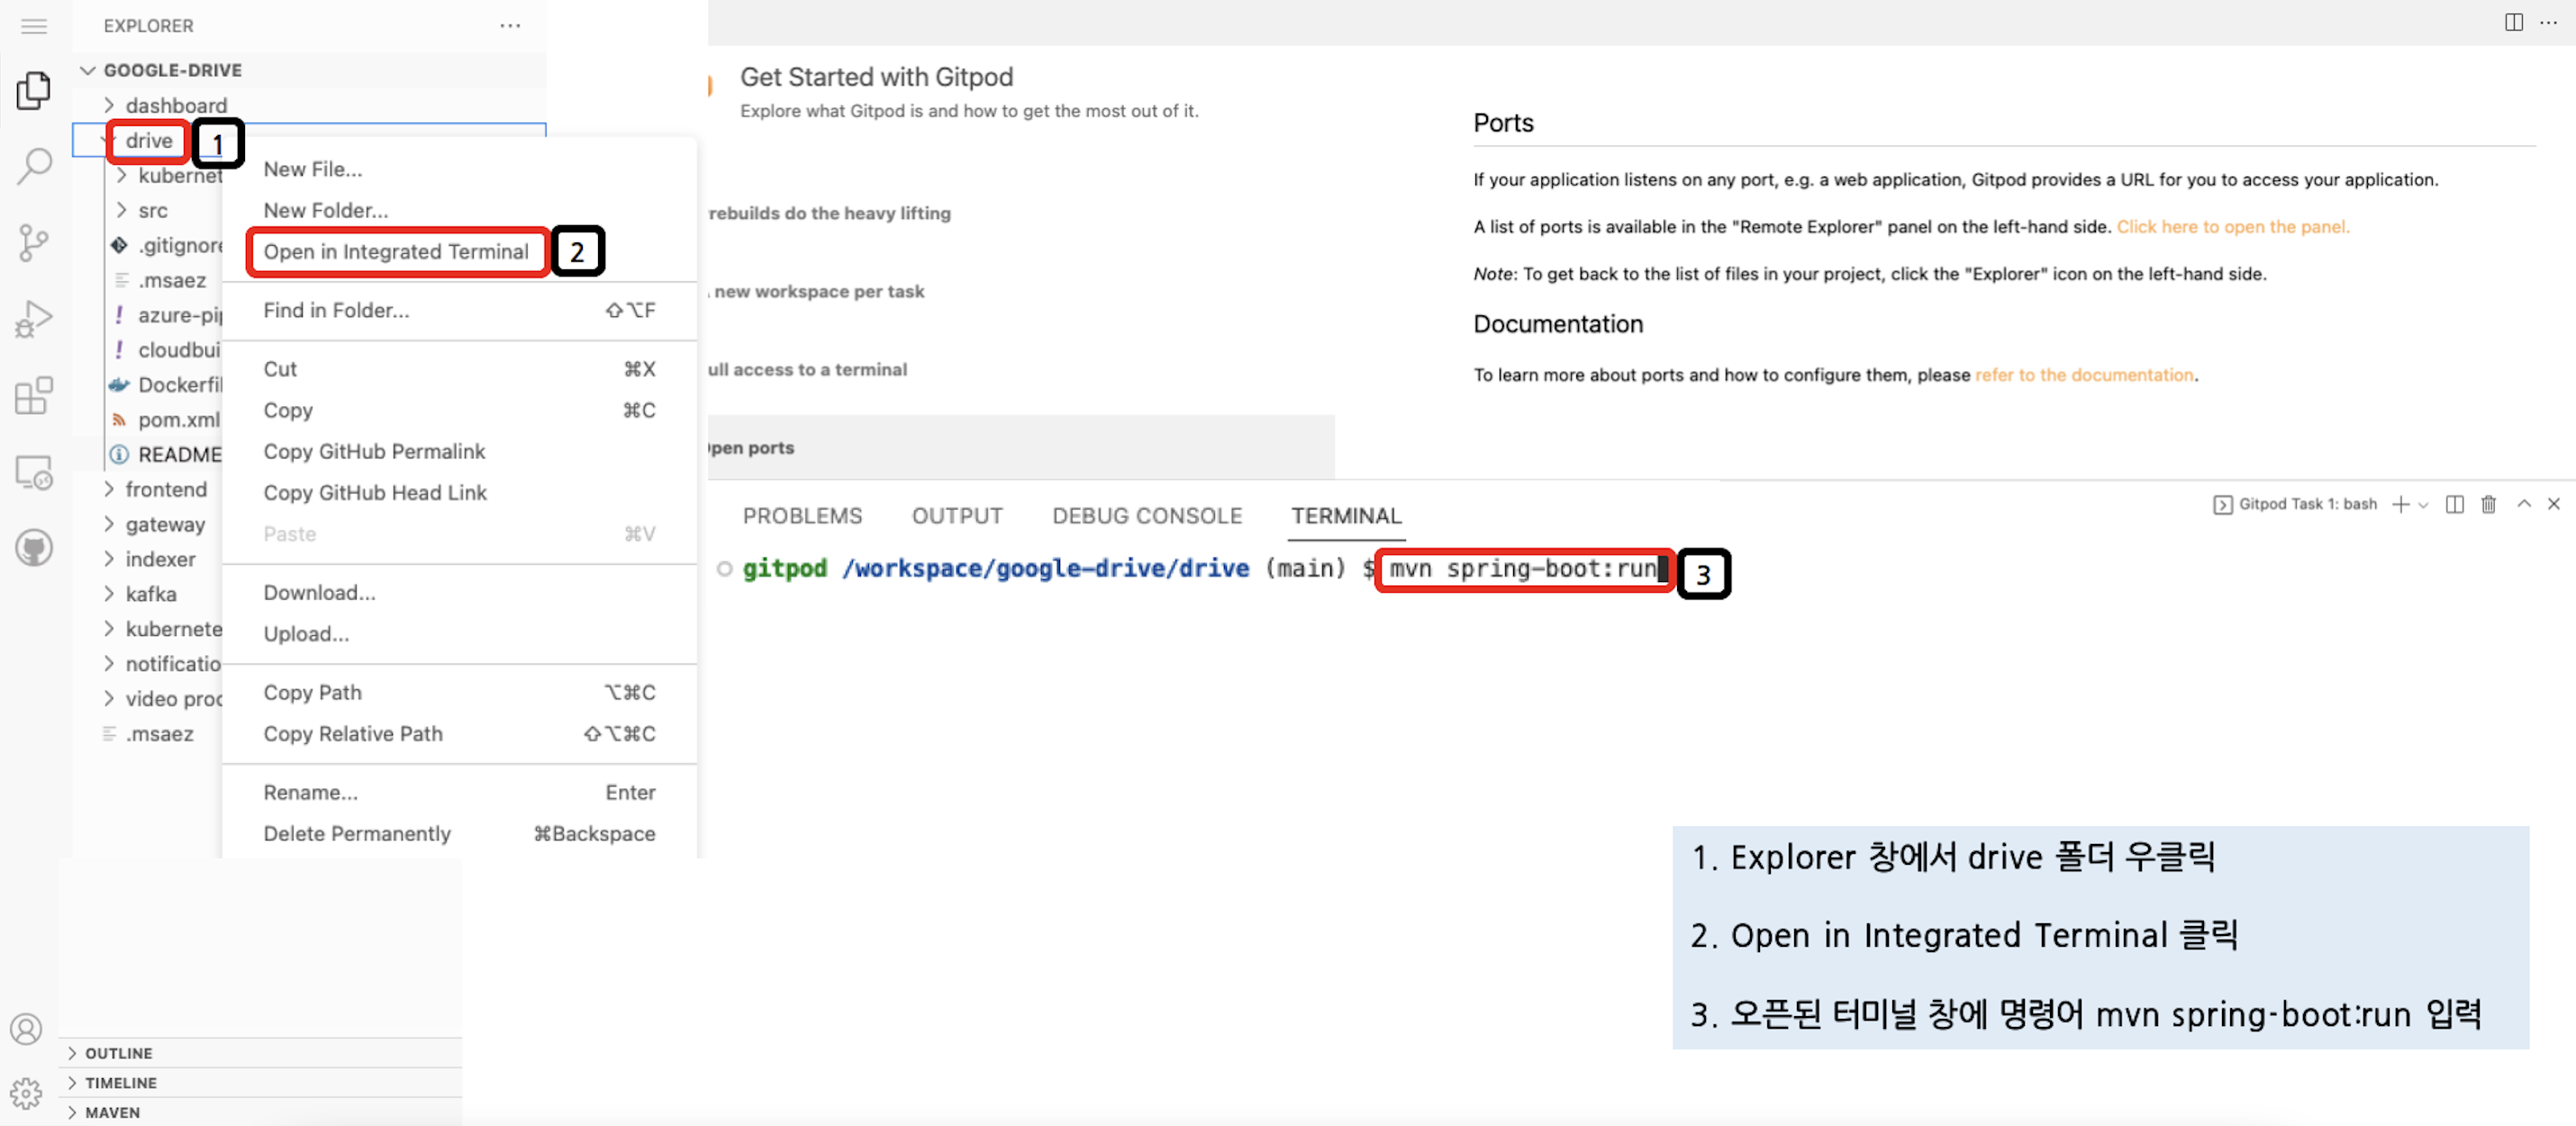 EXPLORER
GOOGLE-DRIVE
dashboard
drive
1
src
.msaez
pom.xml
README
frontend
gateway
indexer
kafka
.msaez
New File...
New Folder...
Open in Integrated Terminal
2
Find in Folder... ⇧⌥F
Cut ⌘X
Copy ⌘C
Copy GitHub Permalink
Copy GitHub Head Link
Paste ⌘V
Download...
Upload...
Copy Path ⌥⌘C
Copy Relative Path ⇧⌥⌘C
Rename... Enter
Delete Permanently ⌘Backspace
OUTLINE
TIMELINE
MAVEN
Get Started with Gitpod
Explore what Gitpod is and how to get the most out of it.
rebuilds do the heavy lifting
new workspace per task
ull access to a terminal
pen ports
Ports
If your application listens on any port, e.g. a web application, Gitpod provides a URL for you to access your application.
A list of ports is available in the "Remote Explorer" panel on the left-hand side. Click here to open the panel.
Note: To get back to the list of files in your project, click the "Explorer" icon on the left-hand side.
Documentation
To learn more about ports and how to configure them, please refer to the documentation.
PROBLEMS OUTPUT DEBUG CONSOLE TERMINAL
Gitpod Task 1: bash
gitpod /workspace/google-drive/drive (main) $ mvn spring-boot:run
3
1. Explorer 창에서 drive 폴더 우클릭
2. Open in Integrated Terminal 클릭
3. 오픈된 터미널 창에 명령어 mvn spring-boot:run 입력